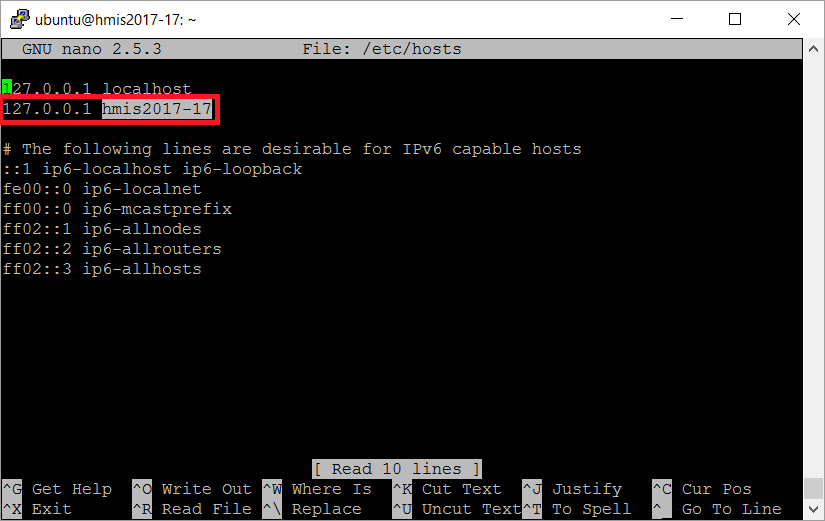 ubuntu@hmis2017-17: ~
GNU nano 2.5.3 File: /etc/hosts
127.0.0.1 localhost
127.0.0.1 hmis2017-17
# The following lines are desirable for IPv6 capable hosts
::1 ip6-localhost ip6-loopback
fe00::0 ip6-localnet
ff00::0 ip6-mcastprefix
ff02::1 ip6-allnodes
ff02::2 ip6-allrouters
ff02::3 ip6-allhosts
[ Read 10 lines ]
^G Get Help ^O Write Out ^W Where Is ^K Cut Text ^J Justify ^C Cur Pos
^X Exit ^R Read File ^\ Replace ^U Uncut Text ^T To Spell ^_ Go To Line